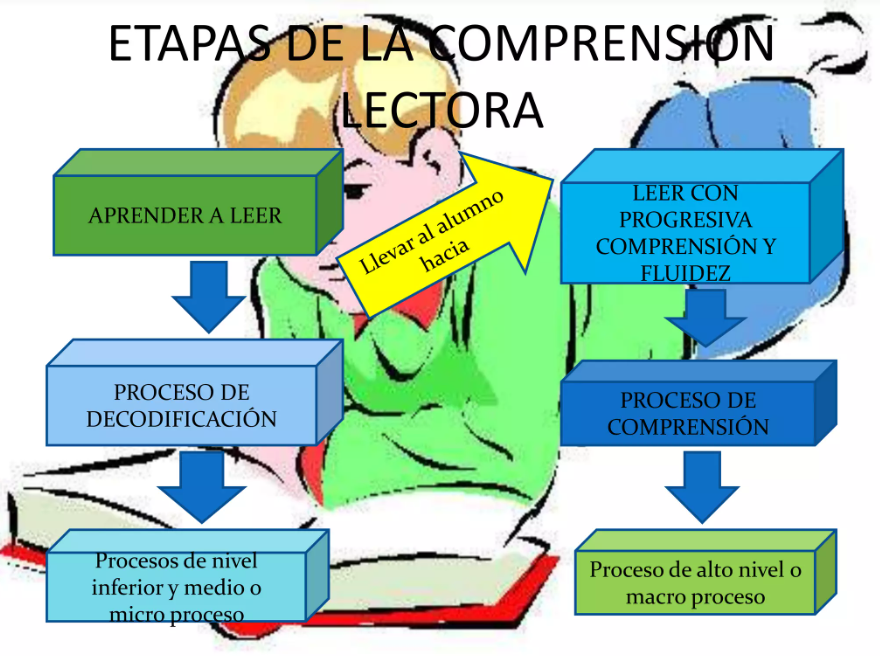 ETAPAS DE LA COMPRENSION
LECTORA
APRENDER A LEER
Llevar al alumno
hacia
LEER CON
PROGRESIVA
COMPRENSIÓN Y
FLUIDEZ
PROCESO DE
DECODIFICACIÓN
PROCESO DE
COMPRENSIÓN
Procesos de nivel
inferior y medio o
micro proceso
Proceso de alto nivel o
macro proceso